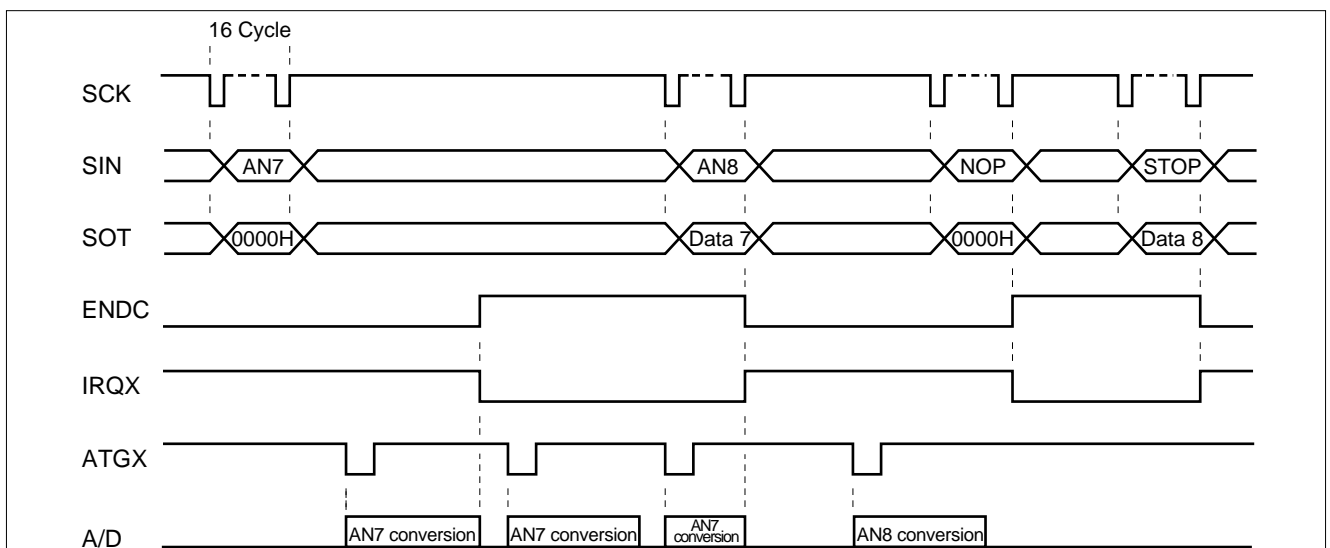 16 Cycle
SCK
SIN AN7 AN8 NOP STOP
SOT 0000H Data 7 0000H Data 8
ENDC
IRQX
ATGX
A/D AN7 conversion AN7 conversion AN7 conversion AN8 conversion